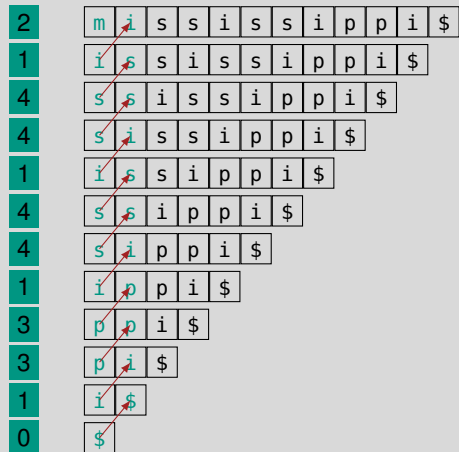 2 m i s s i s s i p p i $
1 i s s i s s i p p i $
4 s s i s s i p p i $
4 s i s s i p p i $
1 i s s i p p i $
4 s s i p p i $
4 s i p p i $
1 i p p i $
3 p p i $
3 p i $
1 i $
0 $